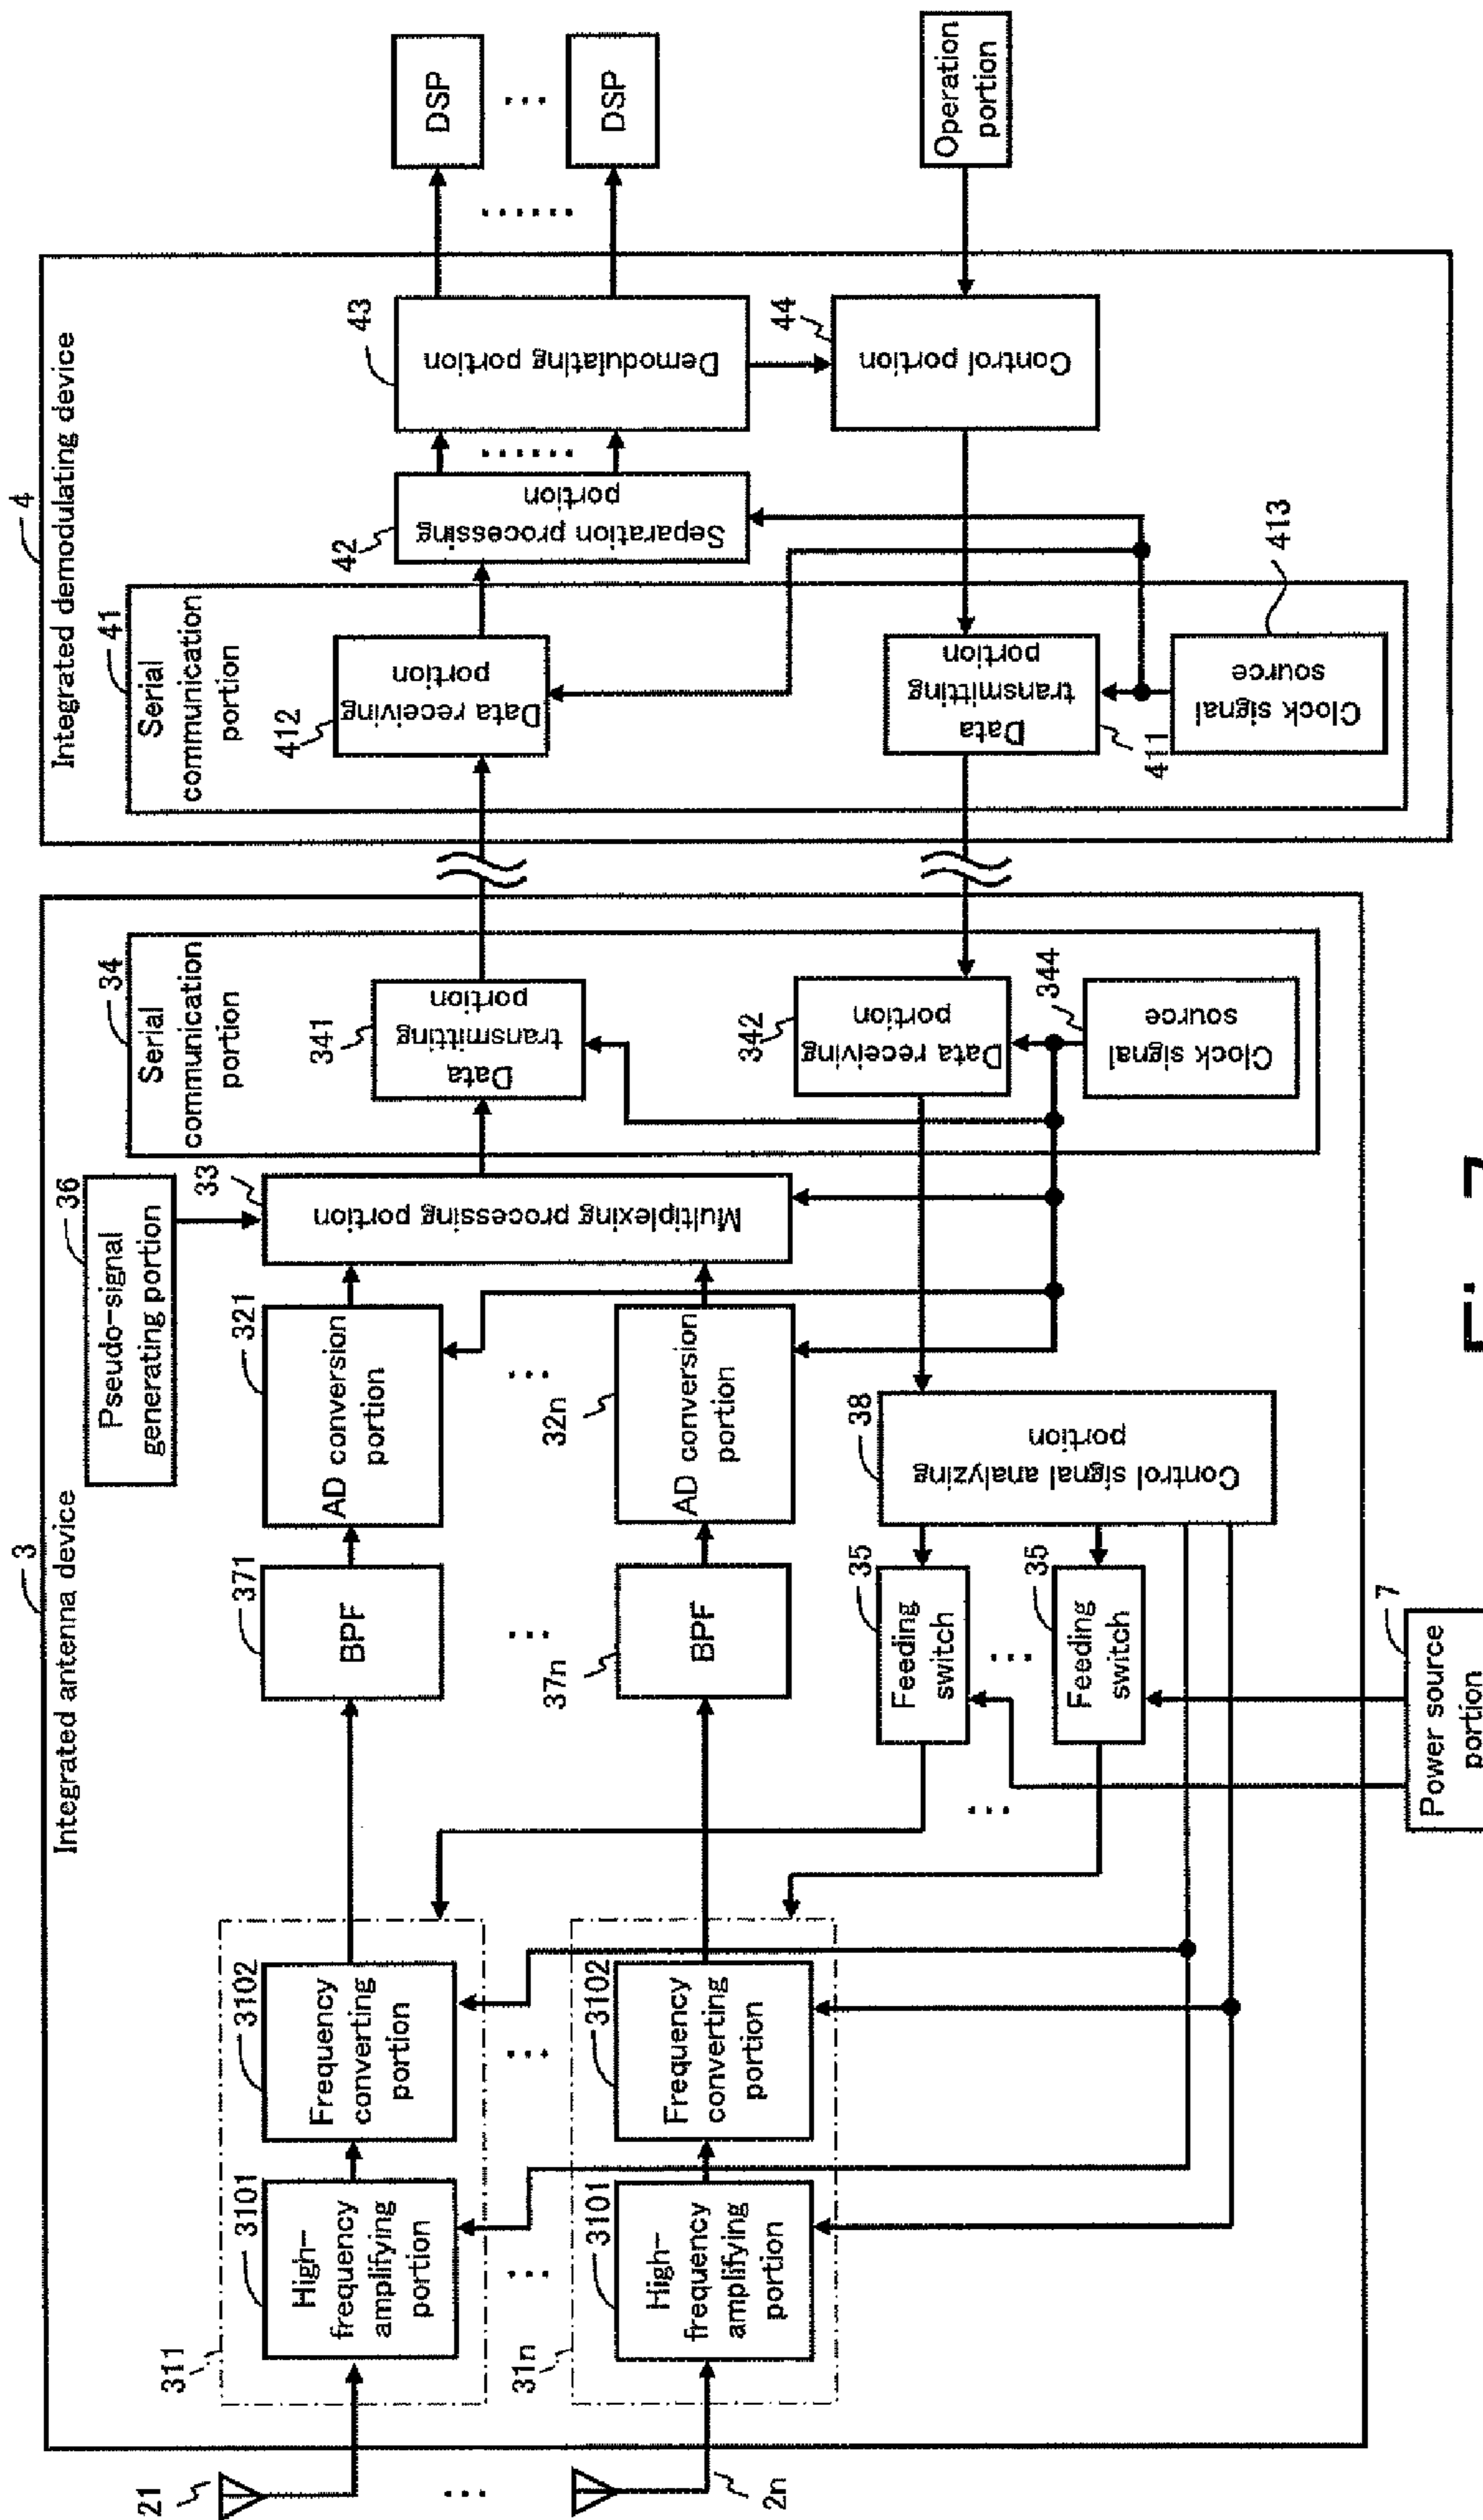 3
Integrated antenna device
36
Pseudo-signal
generating portion
21
311
3101
High-
frequency
amplifying
portion
3102
Frequency
converting
portion
371
BPF
321
AD conversion
portion
33
Multiplexing processing portion
34
Serial
communication
portion
341
Data
transmitting
portion
...
2n
31n
...
3101
High-
frequency
amplifying
portion
...
3102
Frequency
converting
portion
...
37n
BPF
...
32n
AD conversion
portion
342
Data receiving
portion
344
Clock signal
source
38
Control signal analyzing
portion
35
Feeding
switch
...
35
Feeding
switch
...
7
Power source
portion
4
Integrated demodulating device
41
Serial
communication
portion
412
Data receiving
portion
42
Separation processing
portion
......
43
Demodulating portion
......
DSP
...
DSP
44
Control portion
Operation
portion
411
Data
transmitting
portion
413
Clock signal
source